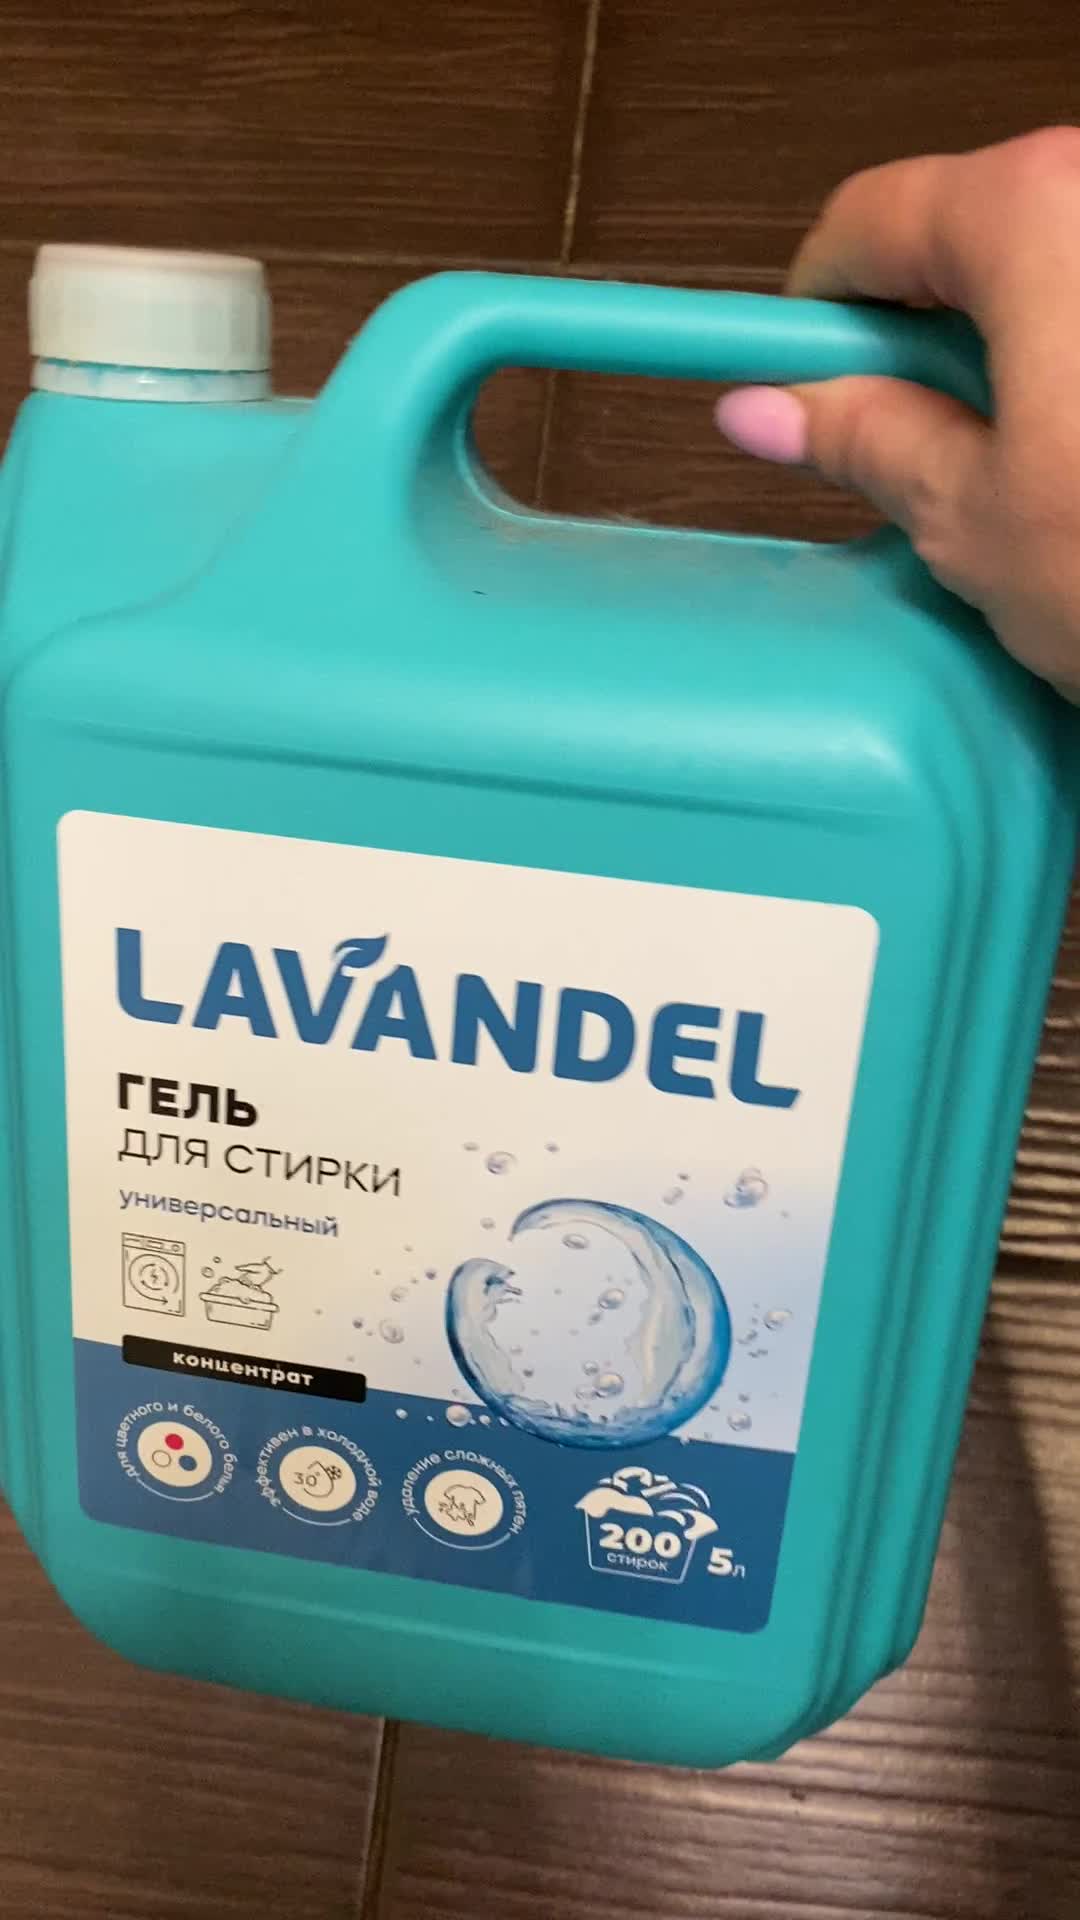 LAVANDEL
ГЕЛЬ
ДЛЯ СТИРКИ
универсальный
концентрат
для цветного и белого белья
эффективен в холодной воде
30°
удаление сложных пятен
200
стирок
5л